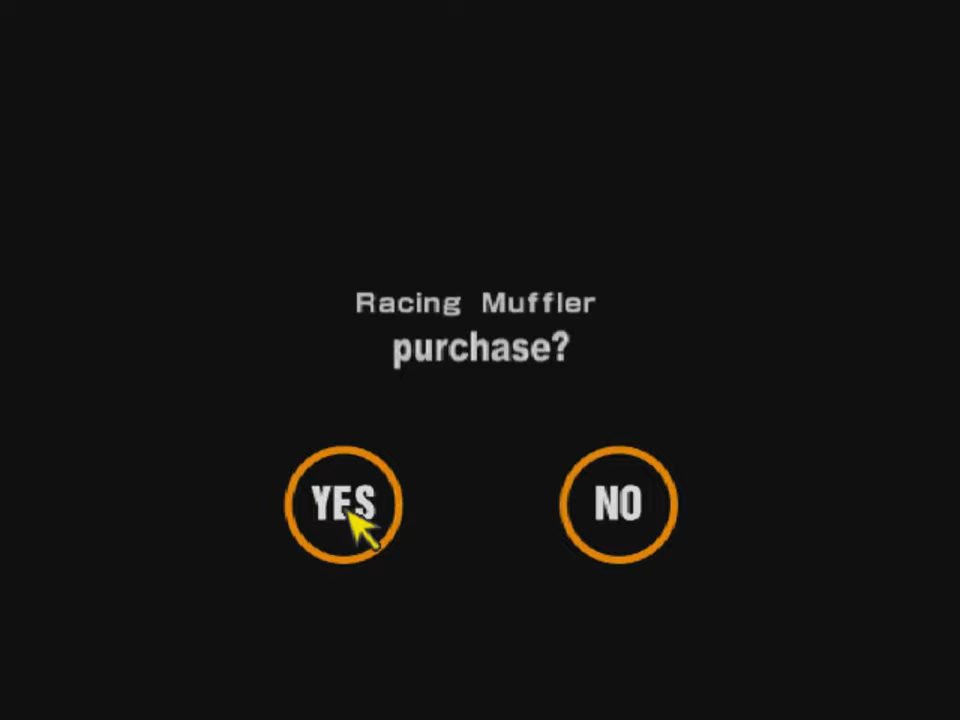 Racing Muffler
purchase?
YES NO